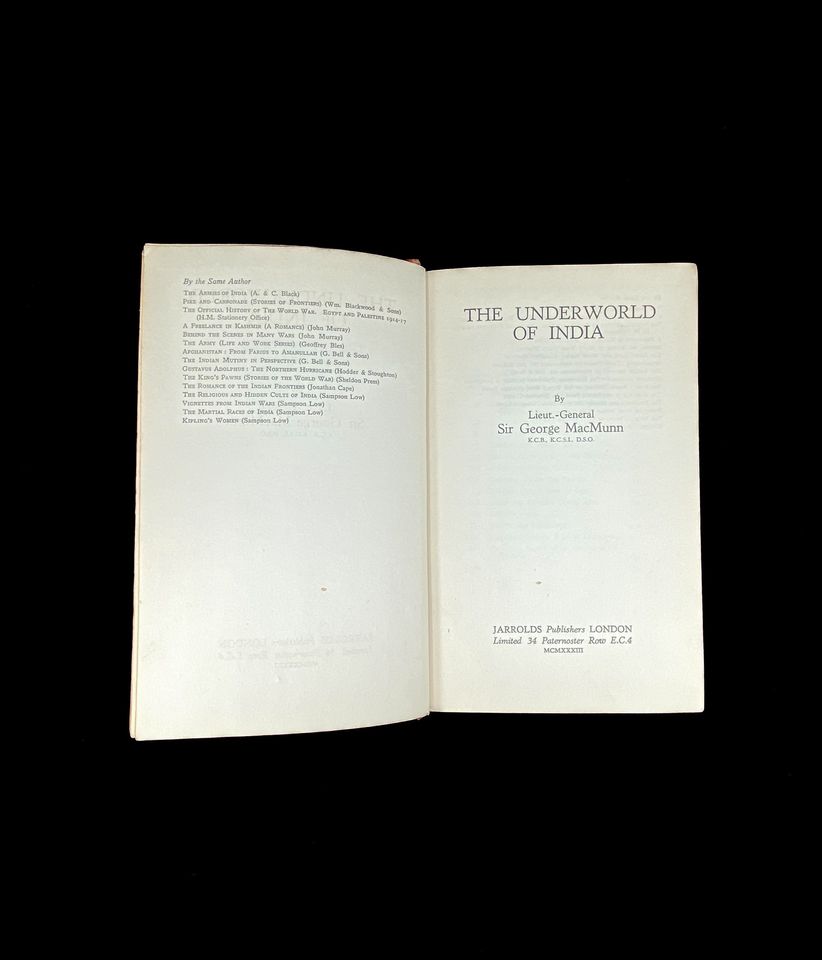 By the Same Author
THE ARMIES OF INDIA (A. & C. Black)
PIKE AND CARRONADE (STORIES OF FRONTIERS) (Wm. Blackwood & Sons)
THE OFFICIAL HISTORY OF THE WORLD WAR. EGYPT AND PALESTINE 1914-17
(H.M. Stationery Office)
A FREELANCE IN KASHMIR (A ROMANCE) (John Murray)
BEHIND THE SCENES IN MANY WARS (John Murray)
THE ARMY (LIFE AND WORK SERIES) (Geoffrey Bles)
AFGHANISTAN: FROM DARIUS TO AMANULLAH (G. Bell & Sons)
THE INDIAN MUTINY IN PERSPECTIVE (G. Bell & Sons)
GUSTAVUS ADOLPHUS: THE NORTHERN HURRICANE (Hodder & Stoughton)
THE KING'S PAWNS (STORIES OF THE WORLD WAR) (Sheldon Press)
THE ROMANCE OF THE INDIAN FRONTIERS (Jonathan Cape)
THE RELIGIOUS AND HIDDEN CULTS OF INDIA (Sampson Low)
VIGNETTES FROM INDIAN WARS (Sampson Low)
THE MARTIAL RACES OF INDIA (Sampson Low)
KIPLING'S WOMEN (Sampson Low)
THE UNDERWORLD
OF INDIA
By
Lieut.-General
Sir George MacMunn
K.C.B., K.C.S.I., D.S.O.
JARROLDS Publishers LONDON
Limited 34 Paternoster Row E.C.4
MCMXXXIII